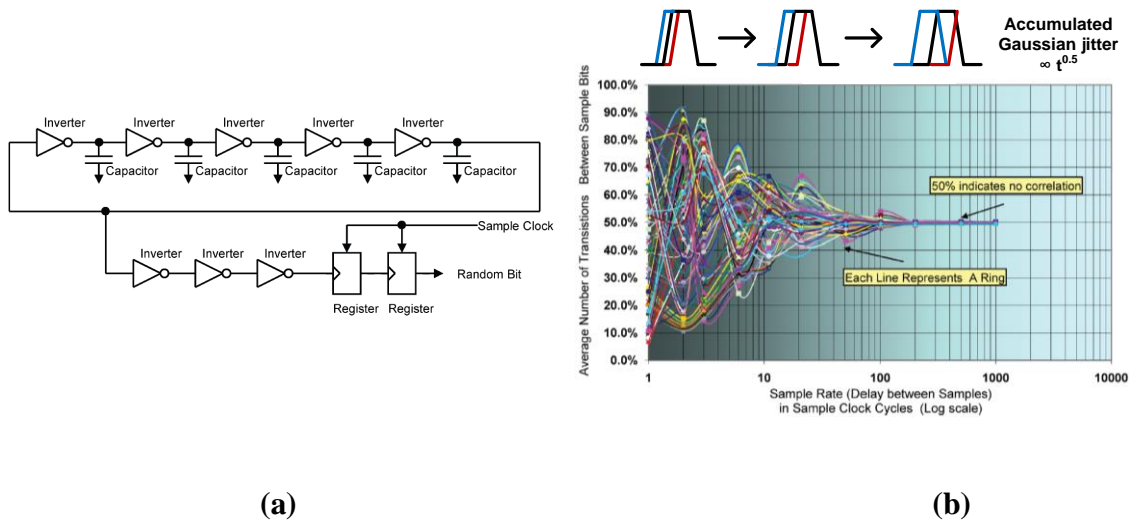 Inverter Inverter Inverter Inverter Inverter
Capacitor Capacitor Capacitor Capacitor Capacitor
Sample Clock
Inverter Inverter Inverter
Random Bit
Register Register
(a)
Accumulated
Gaussian jitter
∞ t0.5
Average Number of Transistions Between Sample Bits
100.0%
90.0%
80.0%
70.0%
60.0%
50.0%
40.0%
30.0%
20.0%
10.0%
0.0%
50% indicates no correlation
Each Line Represents A Ring
1 10 100 1000 10000
Sample Rate (Delay between Samples)
in Sample Clock Cycles (Log scale)
(b)